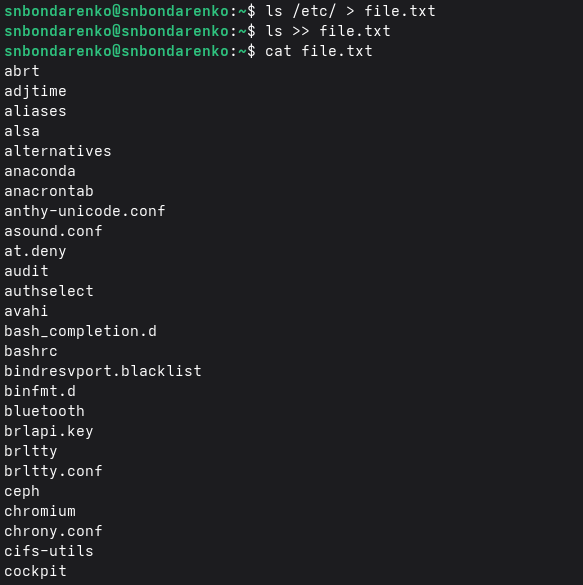 snbondarenko@snbondarenko:~$ ls /etc/ > file.txt
snbondarenko@snbondarenko:~$ ls >> file.txt
snbondarenko@snbondarenko:~$ cat file.txt
abrt
adjtime
aliases
alsa
alternatives
anaconda
anacrontab
anthy-unicode.conf
asound.conf
at.deny
audit
authselect
avahi
bash_completion.d
bashrc
bindresvport.blacklist
binfmt.d
bluetooth
brlapi.key
brltty
brltty.conf
ceph
chromium
chrony.conf
cifs-utils
cockpit